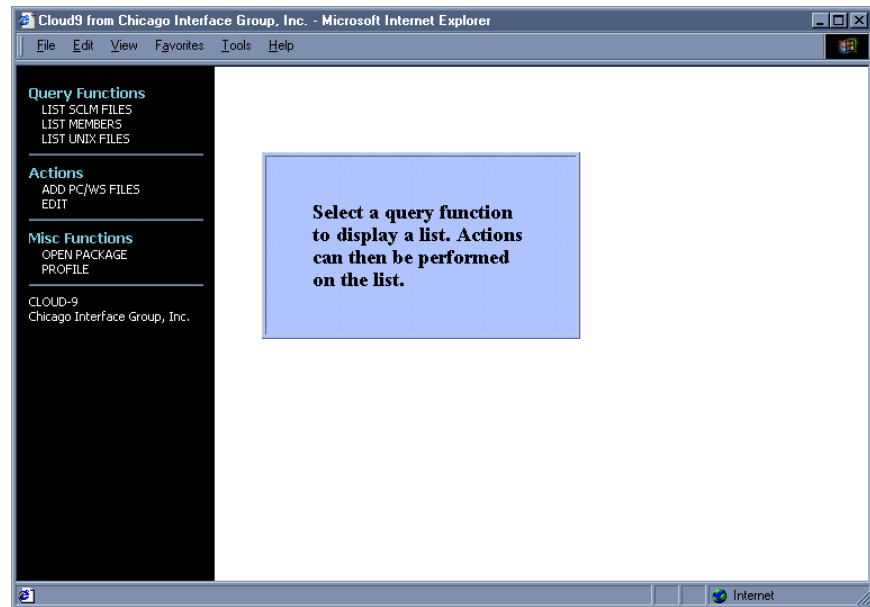 Cloud9 from Chicago Interface Group, Inc. - Microsoft Internet Explorer
File Edit View Favorites Tools Help
Query Functions
LIST SCLM FILES
LIST MEMBERS
LIST UNIX FILES
Actions
ADD PC/WS FILES
EDIT
Misc Functions
OPEN PACKAGE
PROFILE
CLOUD-9
Chicago Interface Group, Inc.
Select a query function
to display a list. Actions
can then be performed
on the list.
Internet